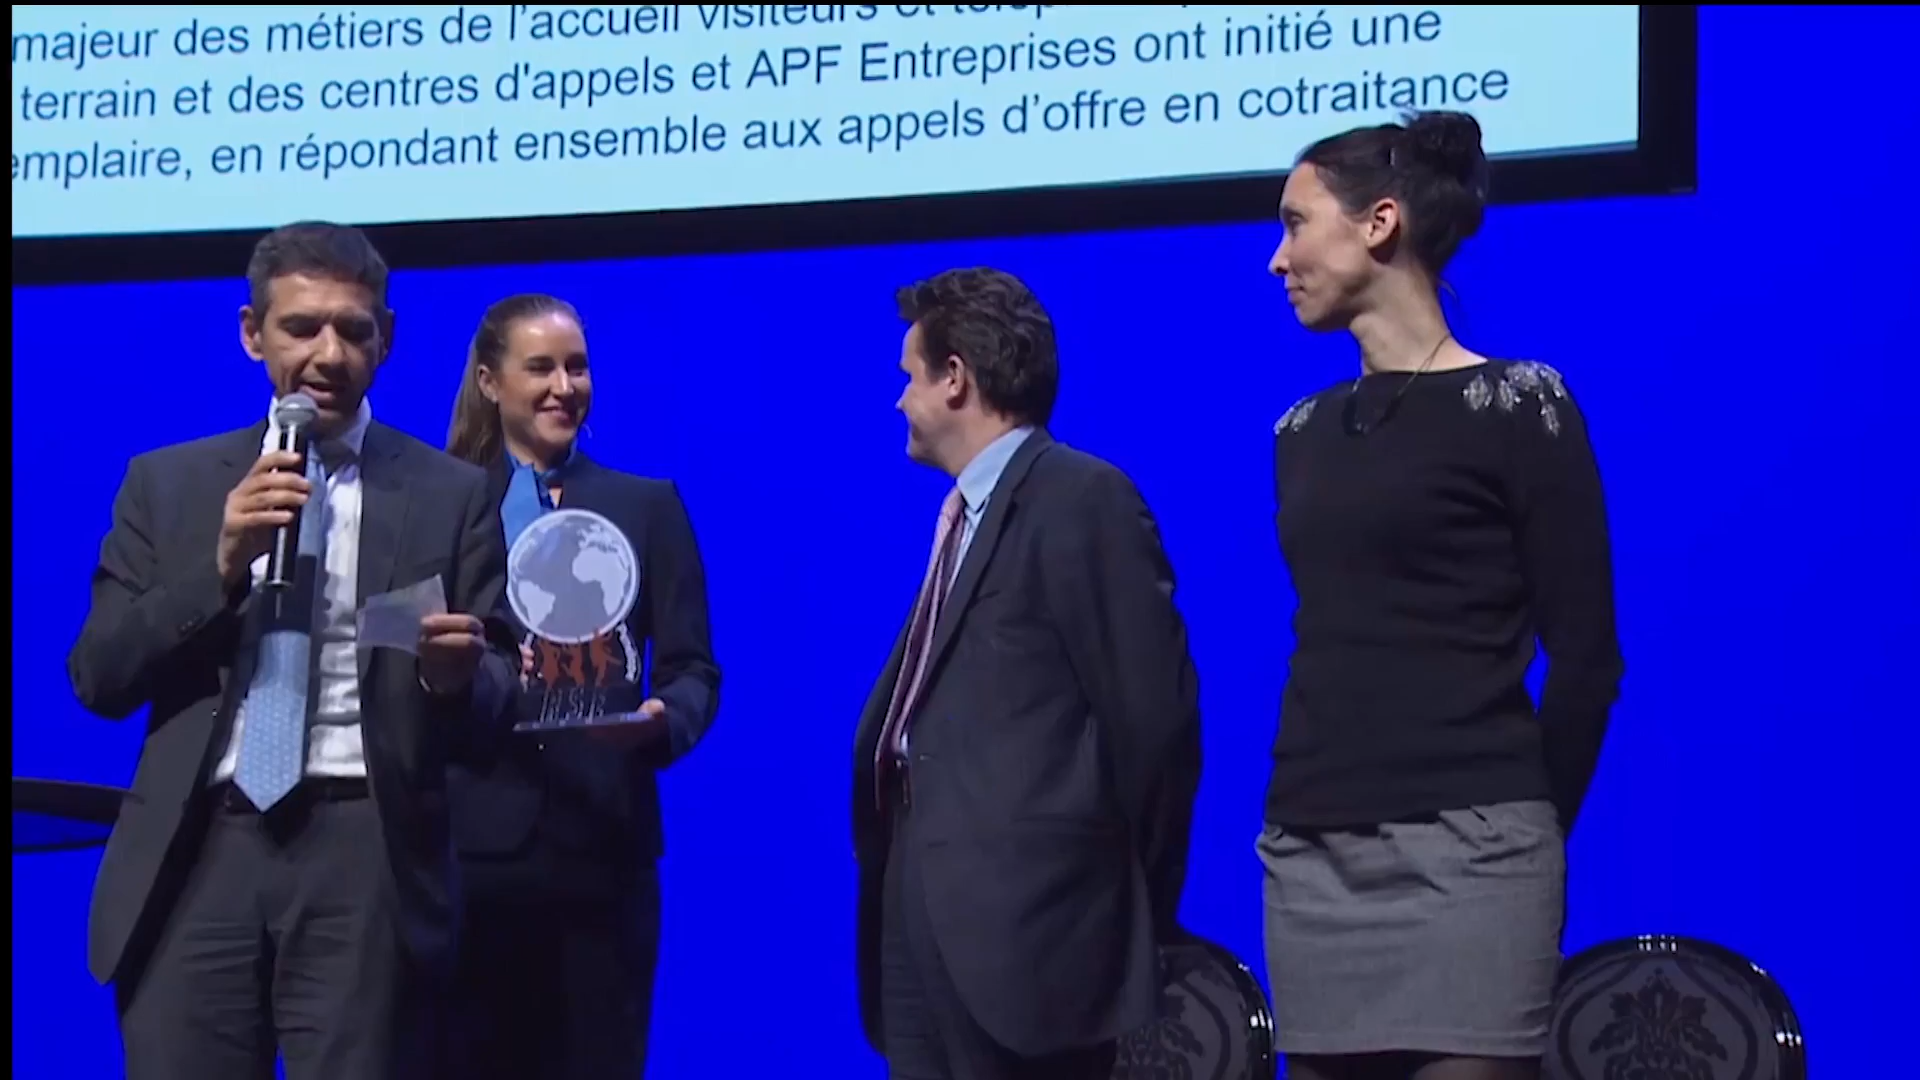 majeur des métiers de l'accueil visiteurs et
terrain et des centres d'appels et APF Entreprises ont initié une
emplaire, en répondant ensemble aux appels d'offre en cotraitance
RSE